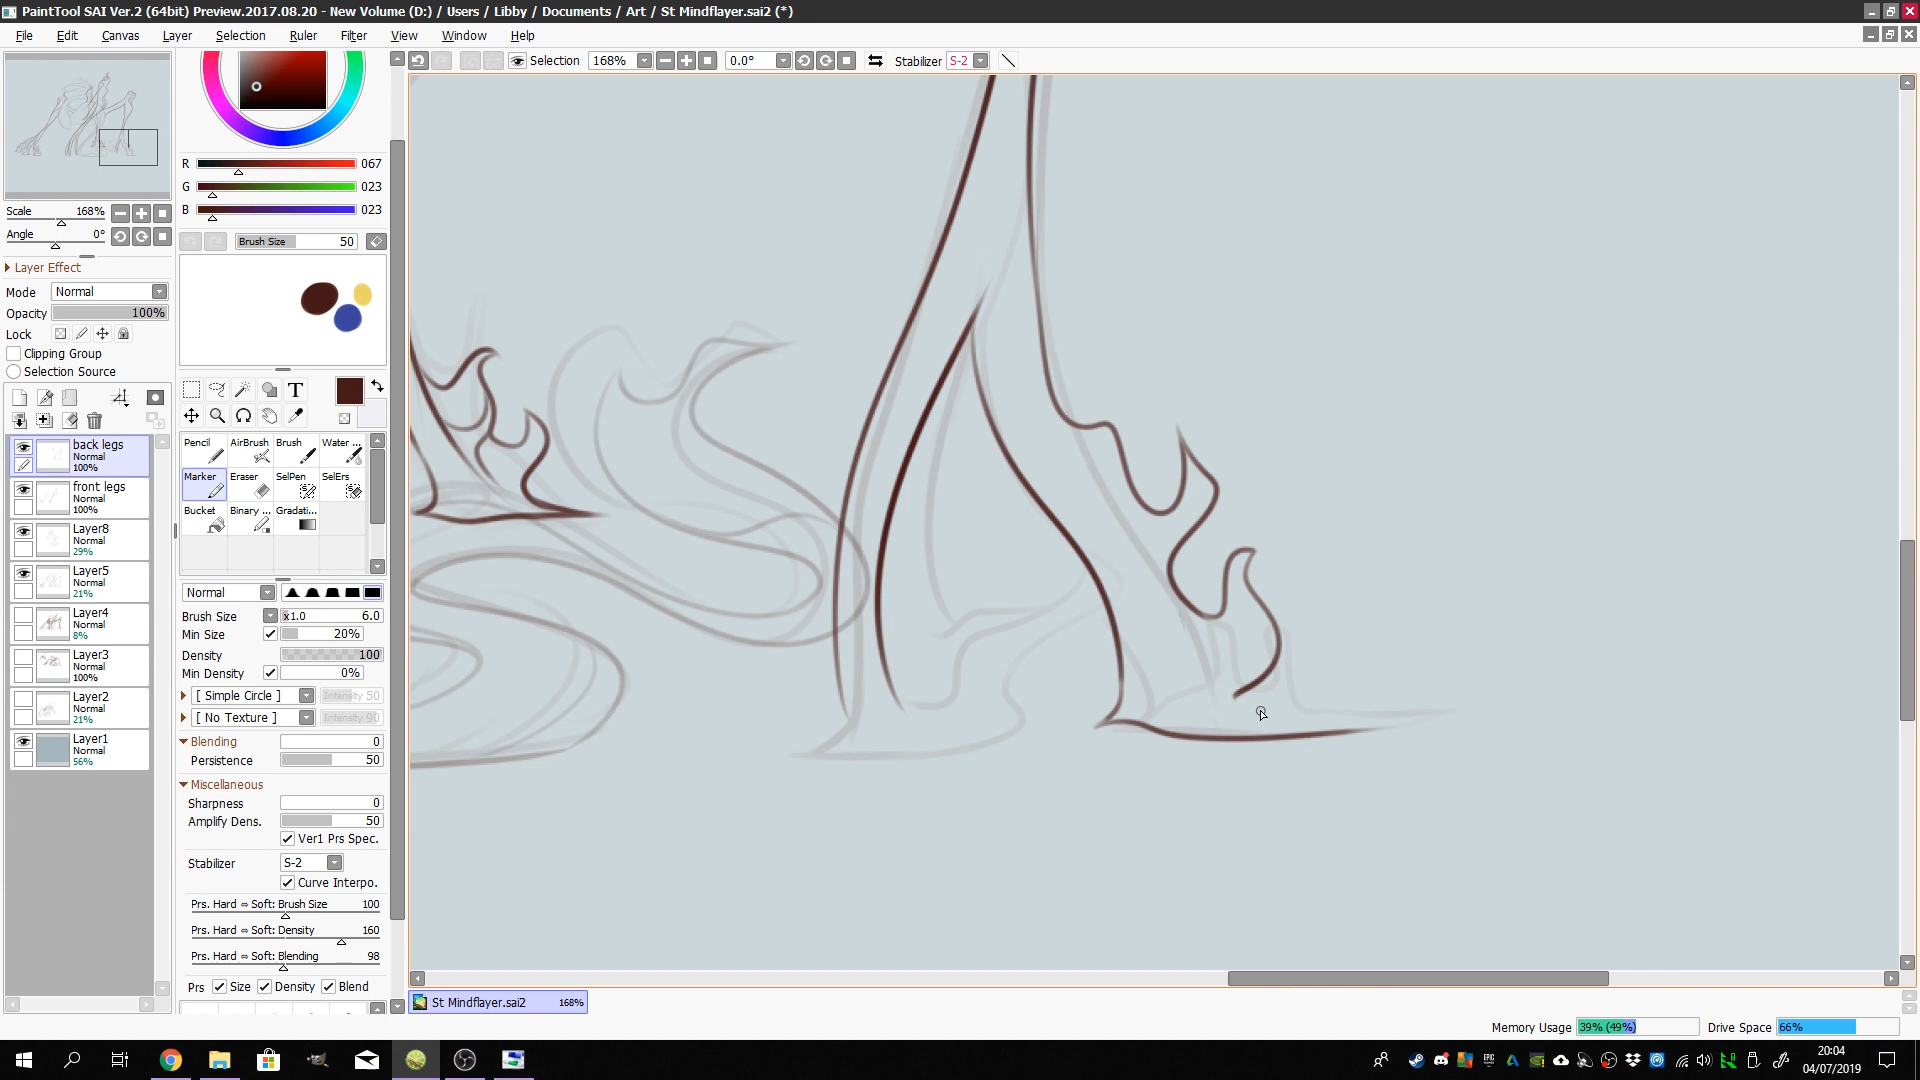 PaintTool SAI Ver.2 (64bit) Preview.2017.08.20 - New Volume (D:) / Users / Libby / Documents / Art / St Mindflayer.sai2 (*)
File Edit Canvas Layer Selection Ruler Filter View Window Help
Selection 168% 0.0° Stabilizer S-2
R 067
G 023
B 023
Scale 168%
Angle 0°
Brush Size 50
Layer Effect
Mode Normal
Opacity 100%
Lock
Clipping Group
Selection Source
T
back legs
Normal
100%
front legs
Normal
100%
Layer8
Normal
29%
Layer5
Normal
21%
Layer4
Normal
8%
Layer3
Normal
100%
Layer2
Normal
21%
Layer1
Normal
56%
Pencil AirBrush Brush Water ...
Marker Eraser SelPen SelErs
Bucket Binary ... Gradati...
Normal
Brush Size x1.0 6.0
Min Size 20%
Density 100
Min Density 0%
[ Simple Circle ] Intensity 50
[ No Texture ] Intensity 90
Blending 0
Persistence 50
Miscellaneous
Sharpness 0
Amplify Dens. 50
Ver1 Prs Spec.
Stabilizer S-2
Curve Interpo.
Prs. Hard ⇔ Soft: Brush Size 100
Prs. Hard ⇔ Soft: Density 160
Prs. Hard ⇔ Soft: Blending 98
Prs Size Density Blend
St Mindflayer.sai2 168%
Memory Usage 39% (49%) Drive Space 66%
20:04
04/07/2019